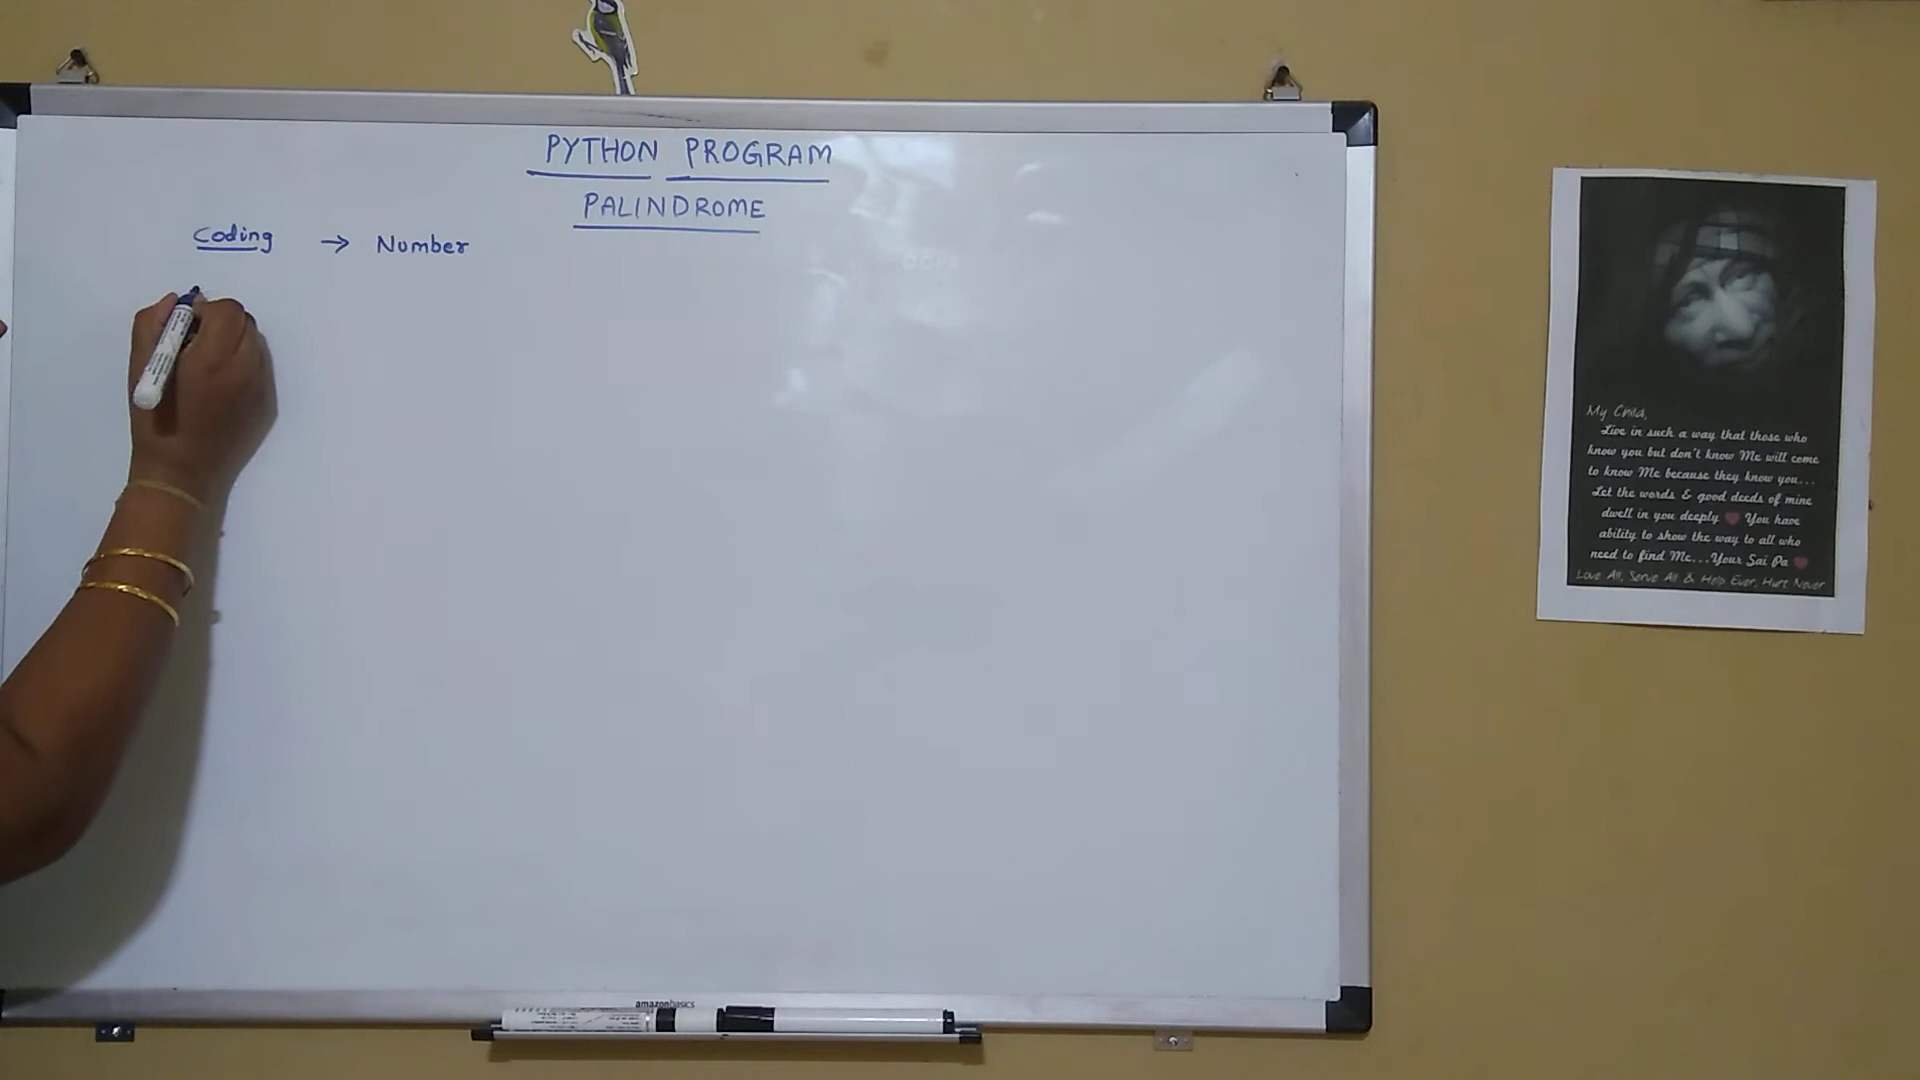 PYTHON PROGRAM
PALINDROME
Coding → Number
My Child,
Live in such a way that those who
know you but don't know Me will come
to know Me because they know you...
Let the words & good deeds of mine
dwell in you deeply ❤ You have
ability to show the way to all who
need to find Me...Your Sai Pa ❤
Love All, Serve All & Help Ever, Hurt Never
amazonbasics